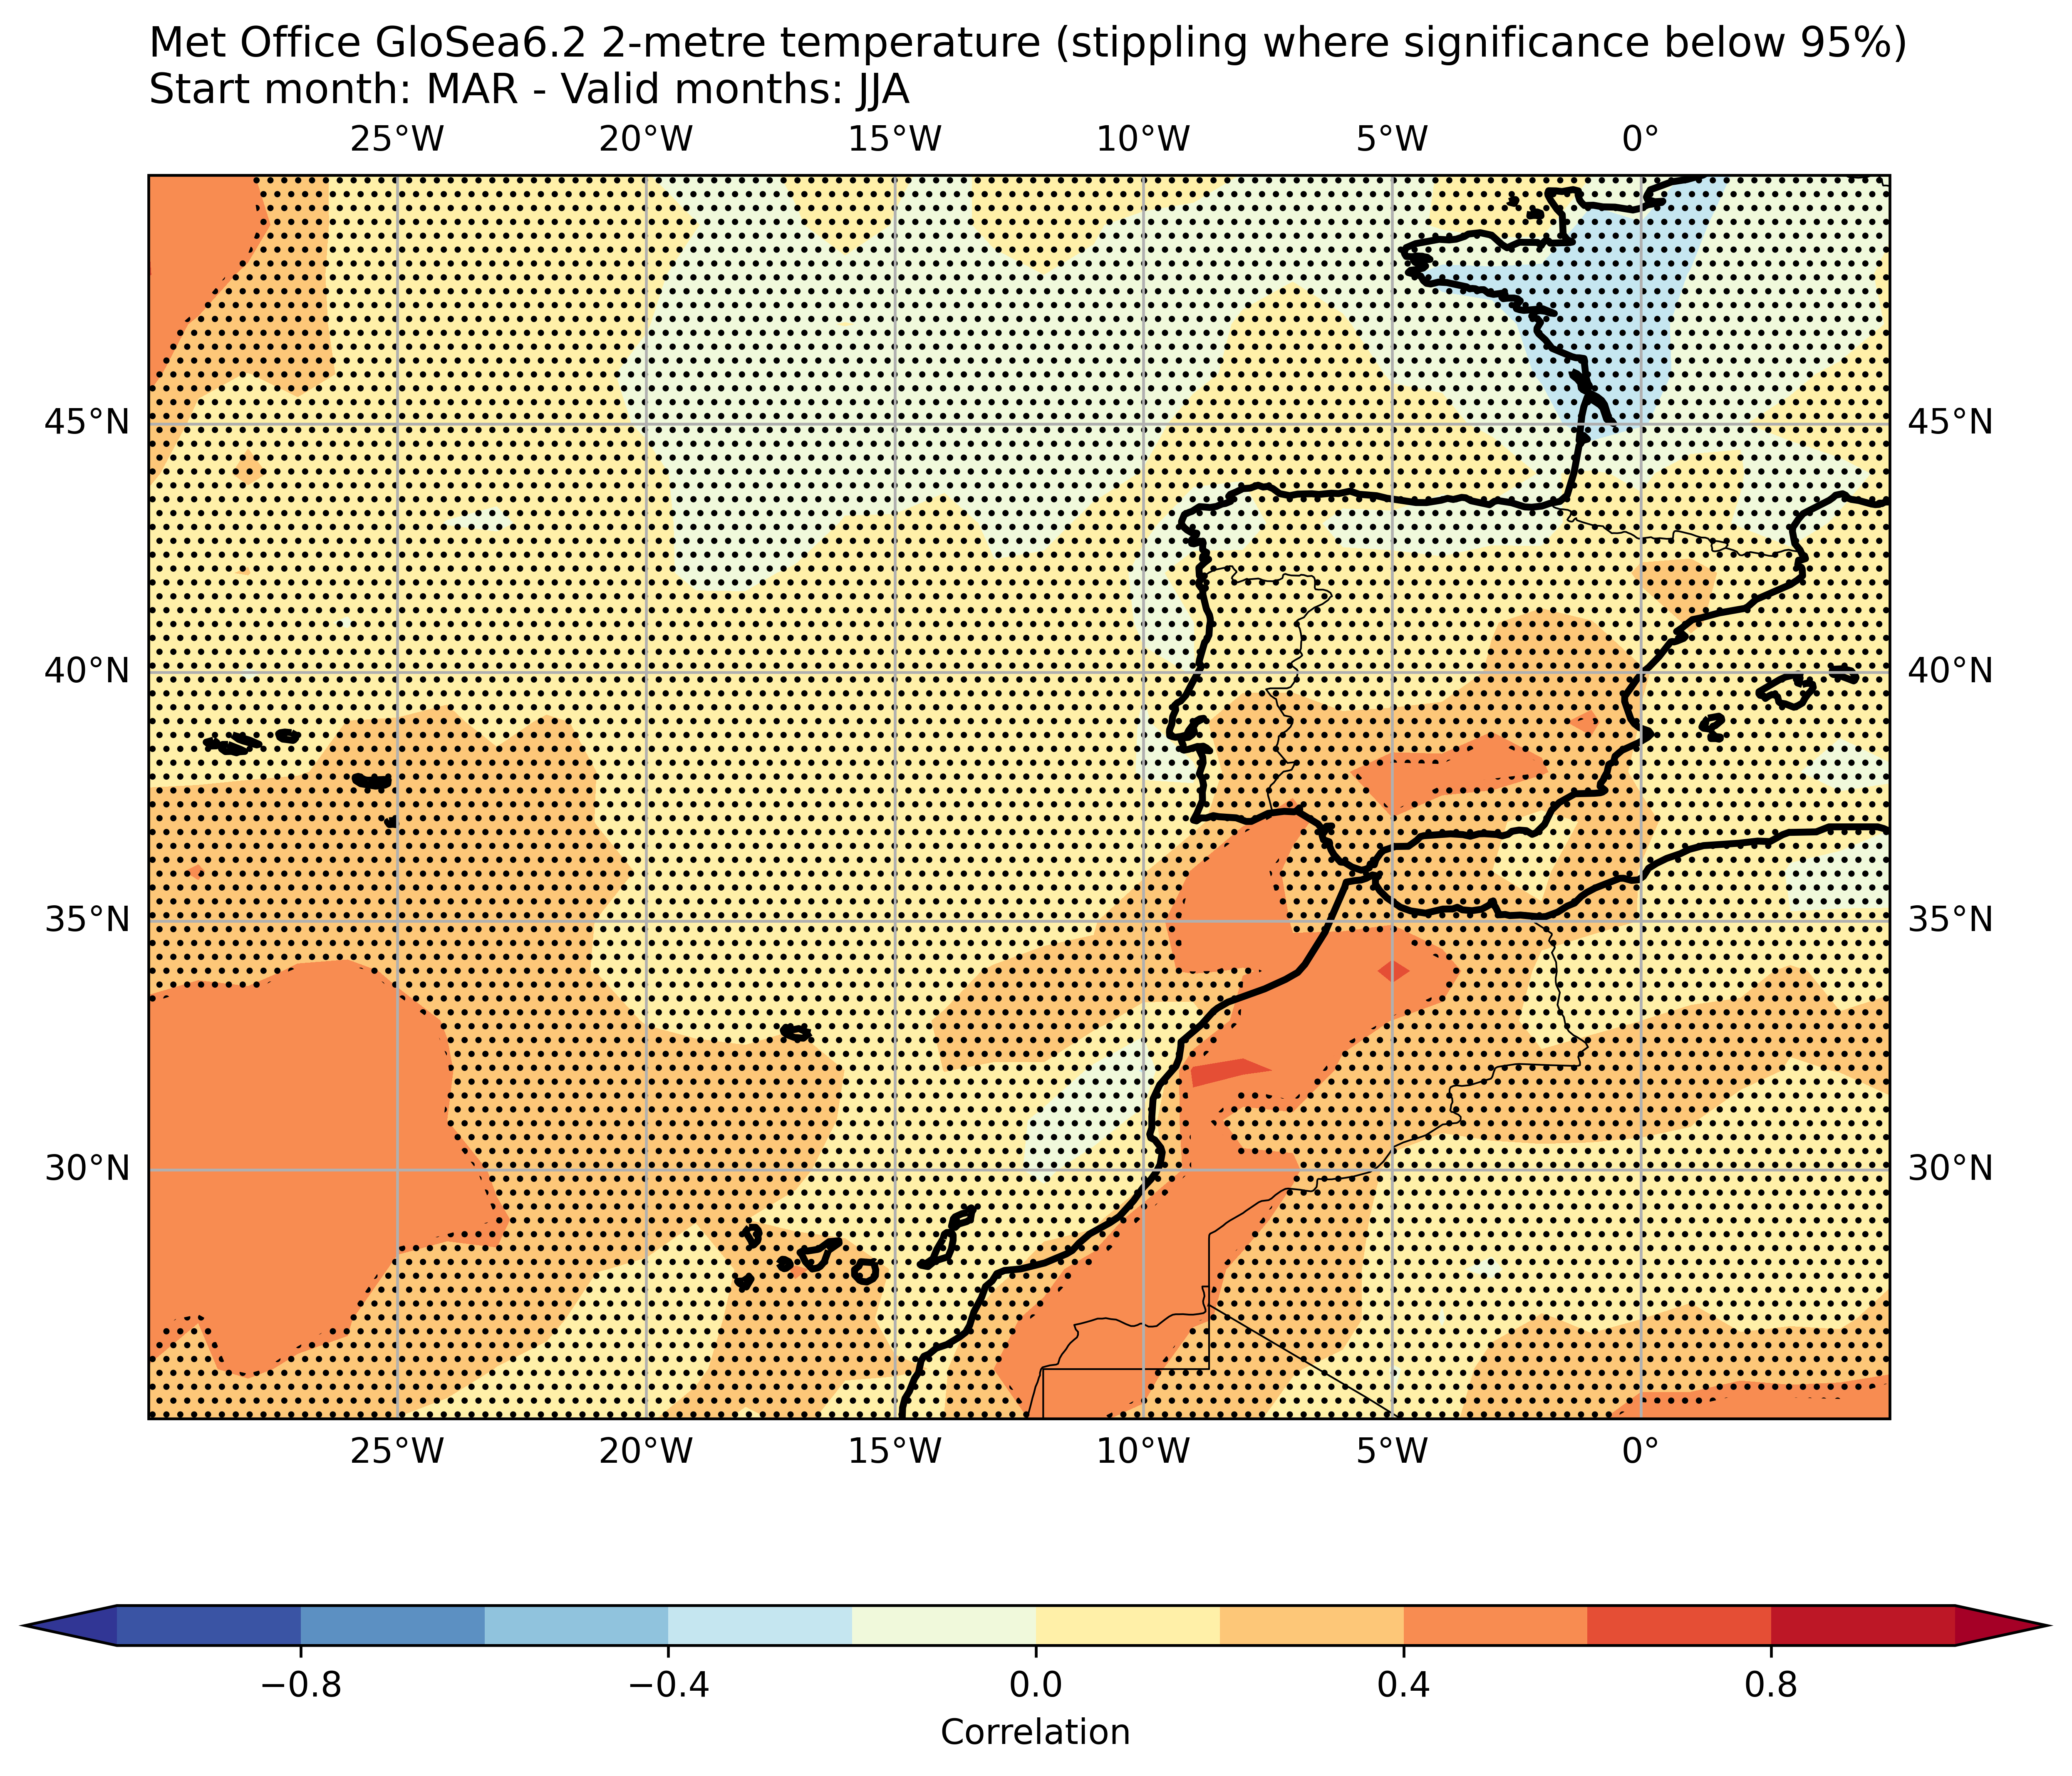 Met Office GloSea6.2 2-metre temperature (stippling where significance below 95%)
Start month: MAR - Valid months: JJA
25°W 20°W 15°W 10°W 5°W 0°
45°N 45°N
40°N 40°N
35°N 35°N
30°N 30°N
25°W 20°W 15°W 10°W 5°W 0°
−0.8 −0.4 0.0 0.4 0.8
Correlation